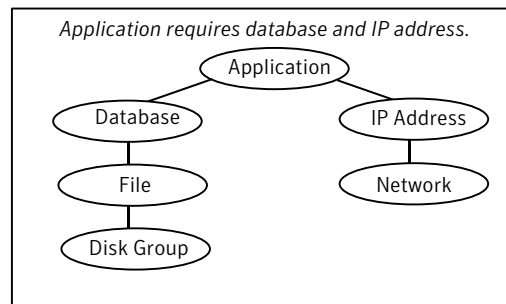 Application requires database and IP address.
Application
Database
IP Address
File
Network
Disk Group